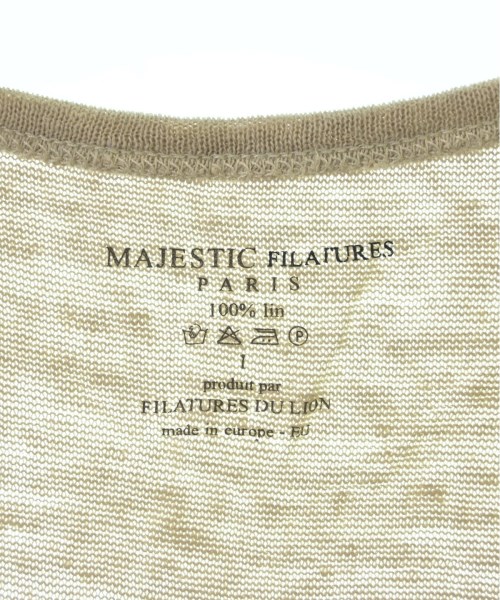 MAJESTIC FILATURES
PARIS
100% lin
P
1
produit par
FILATURES DU LION
made in europe - EU